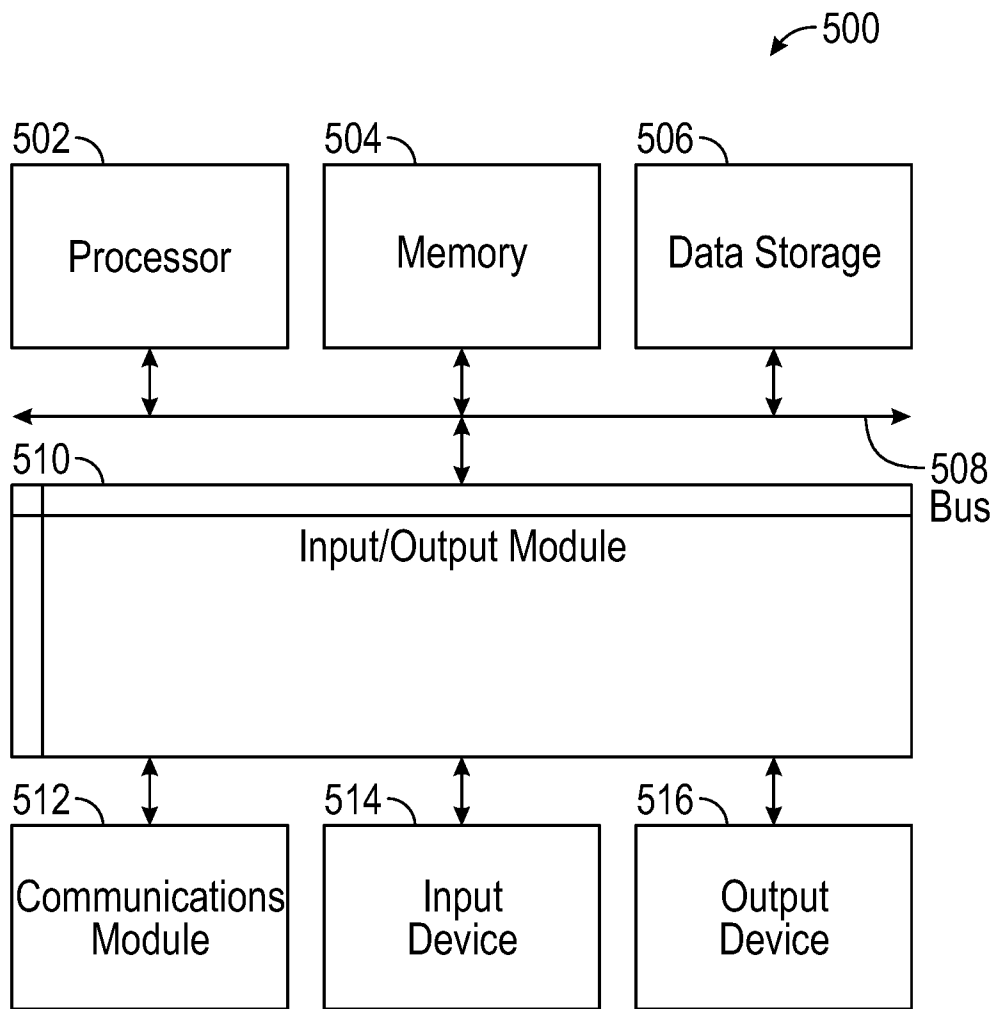 500
502
504
506
Processor
Memory
Data Storage
508
Bus
510
Input/Output Module
512
514
516
Communications
Module
Input
Device
Output
Device